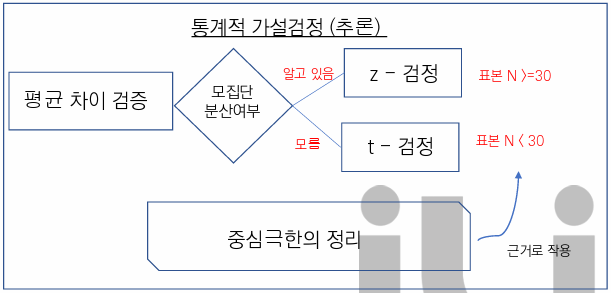 통계적 가설검정 (추론)
평균 차이 검증
모집단
분산여부
알고 있음
z - 검정
표본 N >=30
모름
t - 검정
표본 N < 30
중심극한의 정리
근거로 작용